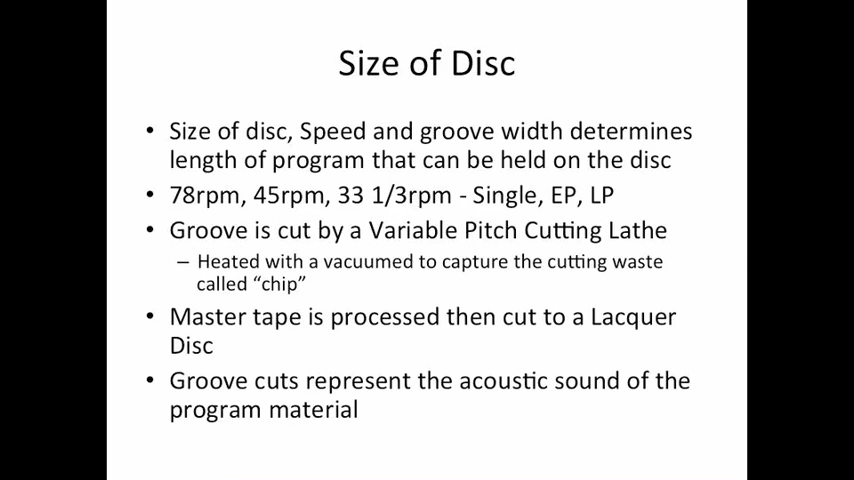 Size of Disc
• Size of disc, Speed and groove width determines
length of program that can be held on the disc
• 78rpm, 45rpm, 33 1/3rpm - Single, EP, LP
• Groove is cut by a Variable Pitch Cutting Lathe
– Heated with a vacuumed to capture the cutting waste
called “chip”
• Master tape is processed then cut to a Lacquer
Disc
• Groove cuts represent the acoustic sound of the
program material